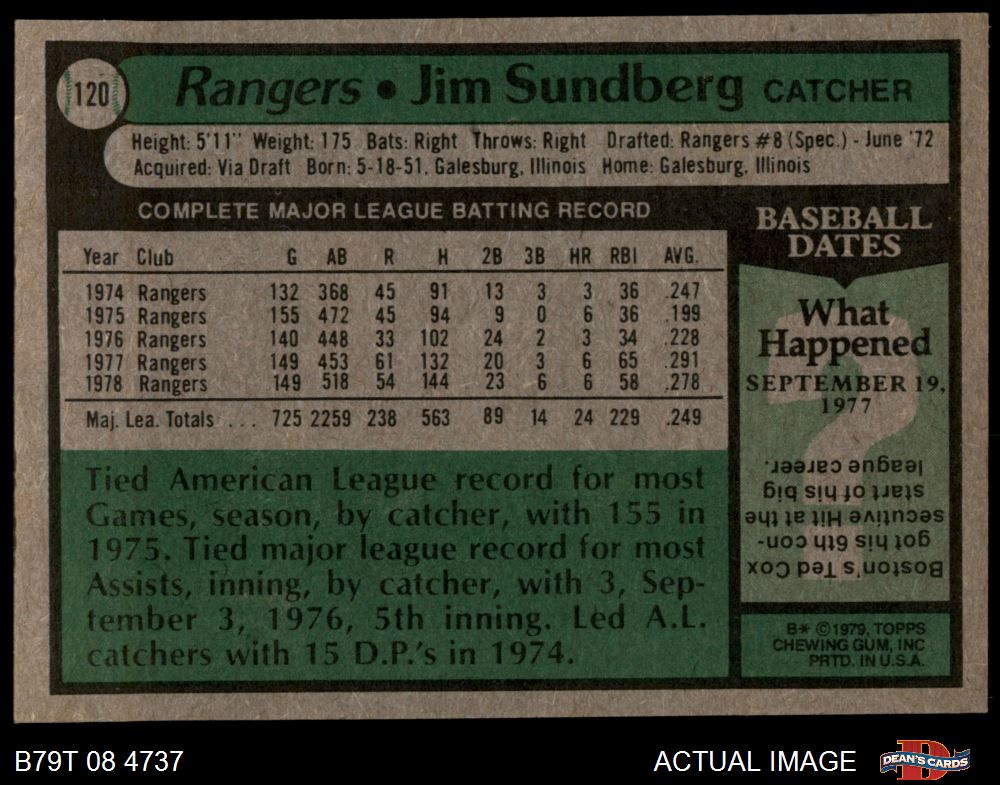 120
Rangers • Jim Sundberg CATCHER
Height: 5'11" Weight: 175 Bats: Right Throws: Right Drafted: Rangers #8 (Spec.) - June '72
Acquired: Via Draft Born: 5-18-51, Galesburg, Illinois Home: Galesburg, Illinois
COMPLETE MAJOR LEAGUE BATTING RECORD
Year Club G AB R H 2B 3B HR RBI AVG.
1974 Rangers 132 368 45 91 13 3 3 36 .247
1975 Rangers 155 472 45 94 9 0 6 36 .199
1976 Rangers 140 448 33 102 24 2 3 34 .228
1977 Rangers 149 453 61 132 20 3 6 65 .291
1978 Rangers 149 518 54 144 23 6 6 58 .278
Maj. Lea. Totals . . . 725 2259 238 563 89 14 24 229 .249
Tied American League record for most
Games, season, by catcher, with 155 in
1975. Tied major league record for most
Assists, inning, by catcher, with 3, Sep-
tember 3, 1976, 5th inning. Led A.L.
catchers with 15 D.P.'s in 1974.
BASEBALL
DATES
What
Happened
SEPTEMBER 19,
1977
?
Boston's Ted Cox
got his 6th con-
secutive Hit at the
start of his big
league career.
B* ©1979, TOPPS
CHEWING GUM, INC
PRTD. IN U.S.A.
B79T 08 4737
ACTUAL IMAGE
D
DEAN'S CARDS